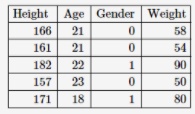 Height Age Gender Weight
166 21 0 58
161 21 0 54
182 22 1 90
157 23 0 50
171 18 1 80